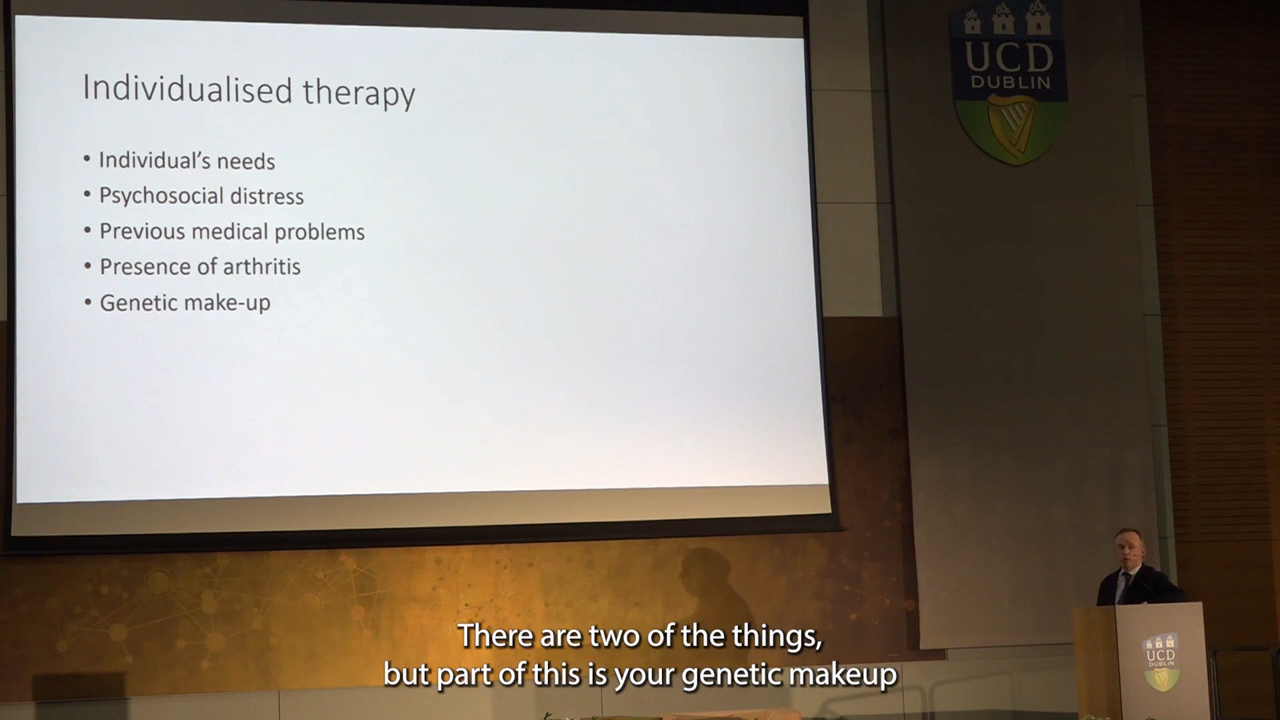 Individualised therapy
• Individual's needs
• Psychosocial distress
• Previous medical problems
• Presence of arthritis
• Genetic make-up
UCD
DUBLIN
UCD
DUBLIN
There are two of the things,
but part of this is your genetic makeup